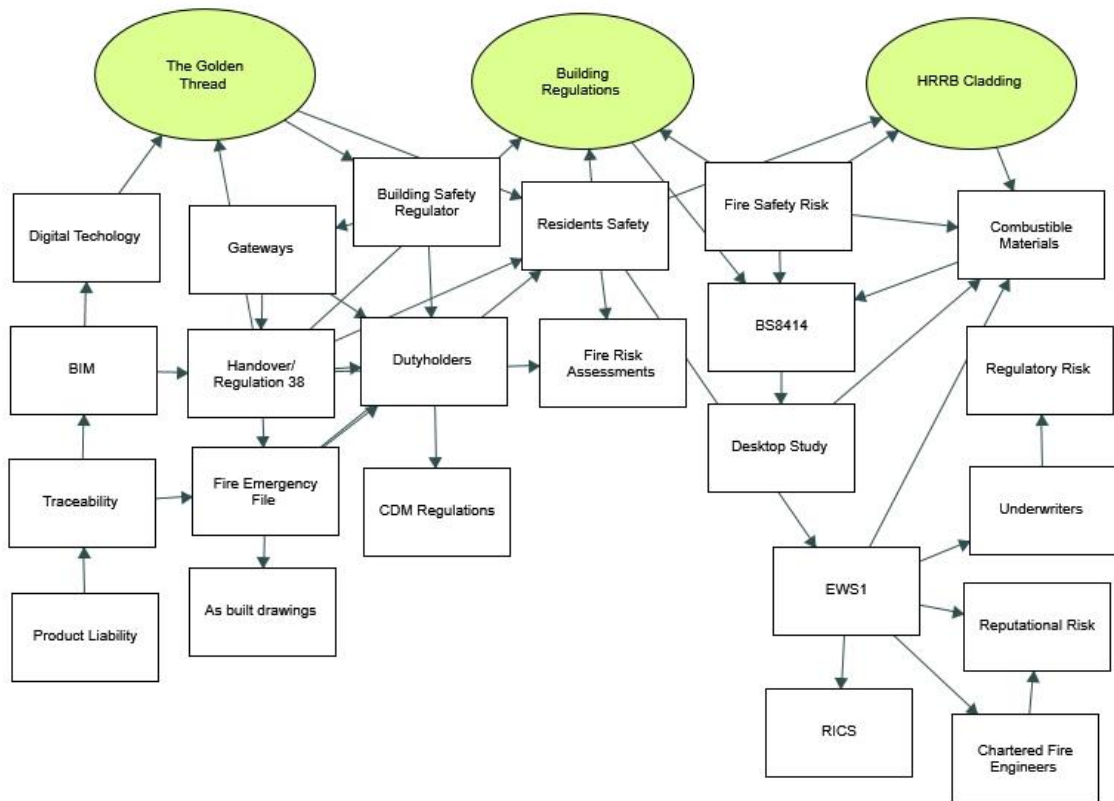 The Golden
Thread
Building
Regulations
HRRB Cladding
Digital Techology
Gateways
Building Safety
Regulator
Residents Safety
Fire Safety Risk
Combustible
Materials
BIM
Handover/
Regulation 38
Dutyholders
Fire Risk
Assessments
BS8414
Regulatory Risk
Traceability
Fire Emergency
File
CDM Regulations
Desktop Study
Underwriters
Product Liability
As built drawings
EWS1
Reputational Risk
RICS
Chartered Fire
Engineers